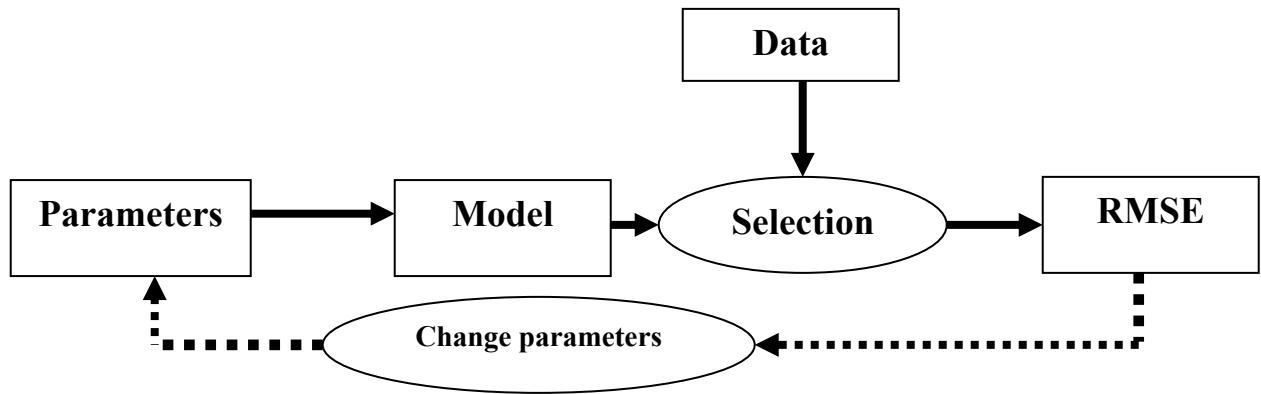 Data
Parameters
Model
Selection
RMSE
Change parameters